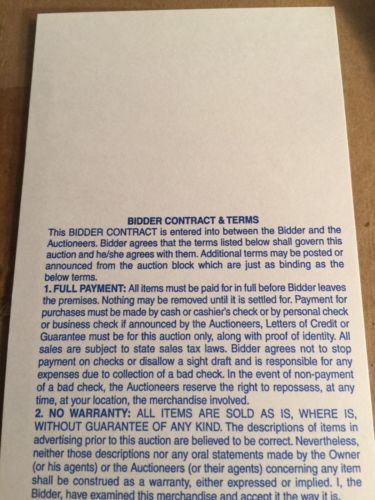 BIDDER CONTRACT & TERMS
This BIDDER CONTRACT is entered into between the Bidder and the
Auctioneers. Bidder agrees that the terms listed below shall govern this
auction and he/she agrees with them. Additional terms may be posted or
announced from the auction block which are just as binding as the
below terms.
1. FULL PAYMENT: All items must be paid for in full before Bidder leaves
the premises. Nothing may be removed until it is settled for. Payment for
purchases must be made by cash or cashier's check or by personal check
or business check if announced by the Auctioneers, Letters of Credit or
Guarantee must be for this auction only, along with proof of identity. All
sales are subject to state sales tax laws. Bidder agrees not to stop
payment on checks or disallow a sight draft and is responsible for any
expenses due to collection of a bad check. In the event of non-payment
of a bad check, the Auctioneers reserve the right to repossess, at any
time, at your location, the merchandise involved.
2. NO WARRANTY: ALL ITEMS ARE SOLD AS IS, WHERE IS,
WITHOUT GUARANTEE OF ANY KIND. The descriptions of items in
advertising prior to this auction are believed to be correct. Nevertheless,
neither those descriptions nor any oral statements made by the Owner
(or his agents) or the Auctioneers (or their agents) concerning any item
shall be construed as a warranty, either expressed or implied. I, the
Bidder, have examined this merchandise and accept it the way it is.